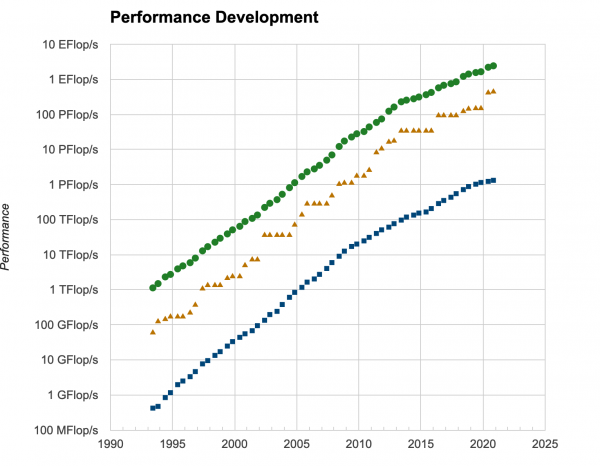 Performance Development
10 EFlop/s
1 EFlop/s
100 PFlop/s
10 PFlop/s
1 PFlop/s
100 TFlop/s
10 TFlop/s
1 TFlop/s
100 GFlop/s
10 GFlop/s
1 GFlop/s
100 MFlop/s
Performance
1990 1995 2000 2005 2010 2015 2020 2025